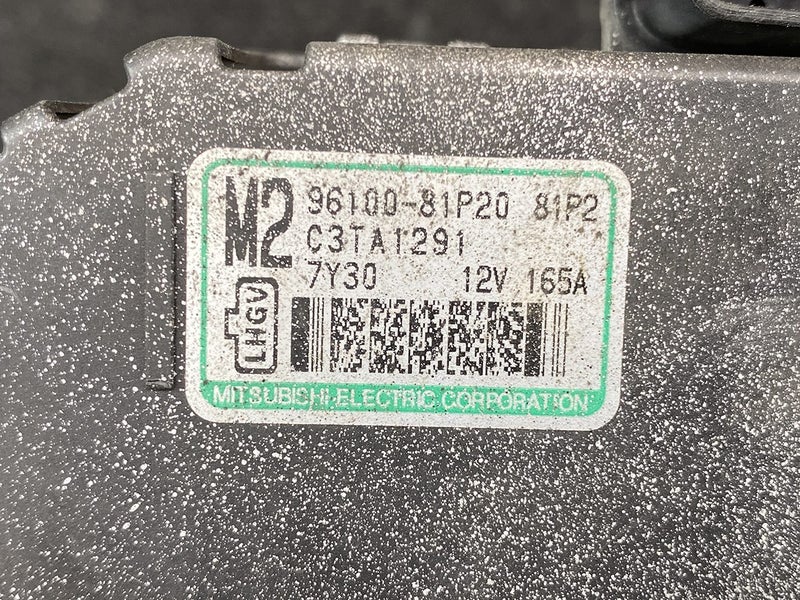 M2 96100-81P20 81P2
C3TA1291
7Y30 12V 165A
LHGV
MITSUBISHI ELECTRIC CORPORATION